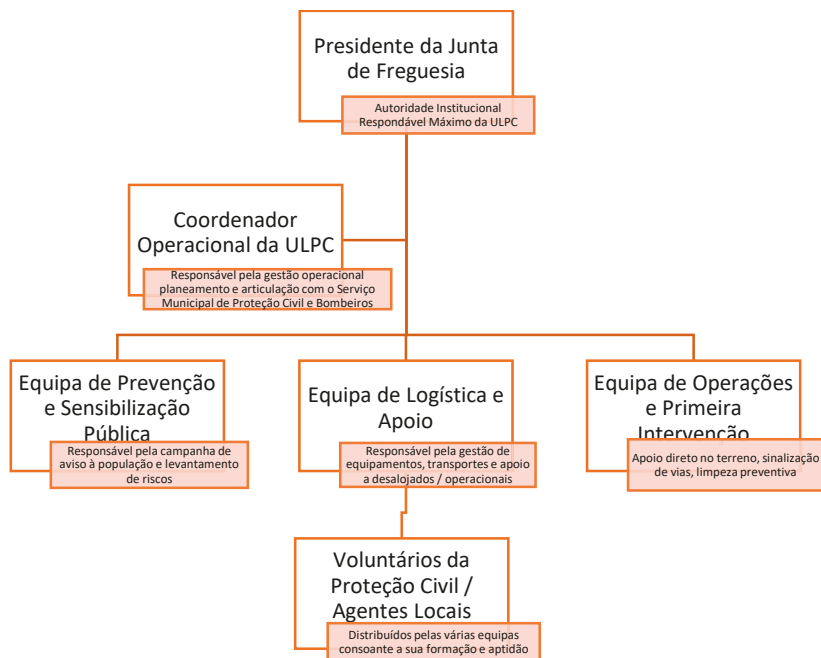 Presidente da Junta
de Freguesia
Autoridade Institucional
Respondável Máximo da ULPC
Coordenador
Operacional da ULPC
Responsável pela gestão operacional
planeamento e articulação com o Serviço
Municipal de Proteção Civil e Bombeiros
Equipa de Prevenção
e Sensibilização
Pública
Responsável pela campanha de
aviso à população e levantamento
de riscos
Equipa de Logística e
Apoio
Responsável pela gestão de
equipamentos, transportes e apoio
a desalojados / operacionais
Equipa de Operações
e Primeira
Intervenção
Apoio direto no terreno, sinalização
de vias, limpeza preventiva
Voluntários da
Proteção Civil /
Agentes Locais
Distribuídos pelas várias equipas
consoante a sua formação e aptidão